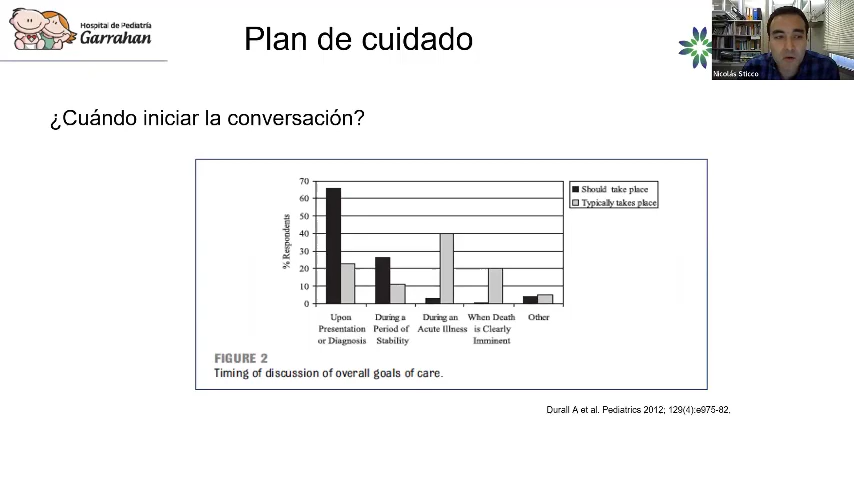 Hospital de Pediatría
Garrahan
Plan de cuidado
Nicolás Sticco
¿Cuándo iniciar la conversación?
70
60
50
40
30
20
10
0
% Respondents
Should take place
Typically takes place
Upon
Presentation
or Diagnosis
During a
Period of
Stability
During an
Acute Illness
When Death
is Clearly
Imminent
Other
FIGURE 2
Timing of discussion of overall goals of care.
Durall A et al. Pediatrics 2012; 129(4):e975-82.